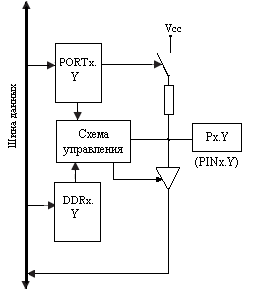 Vcc
PORTx.
Y
Шина данных
Схема
управления
Px.Y
(PINx.Y)
DDRx.
Y